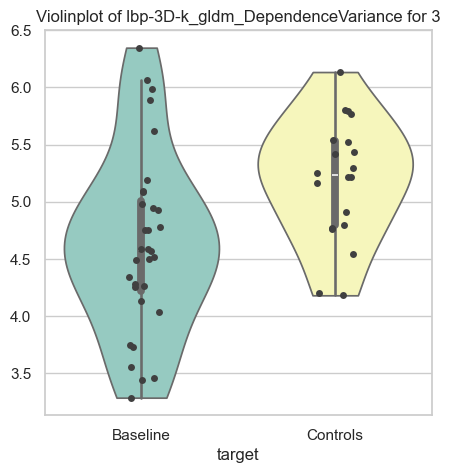 Violinplot of lbp-3D-k_gldm_DependenceVariance for 3
6.5
6.0
5.5
5.0
4.5
4.0
3.5
Baseline Controls
target